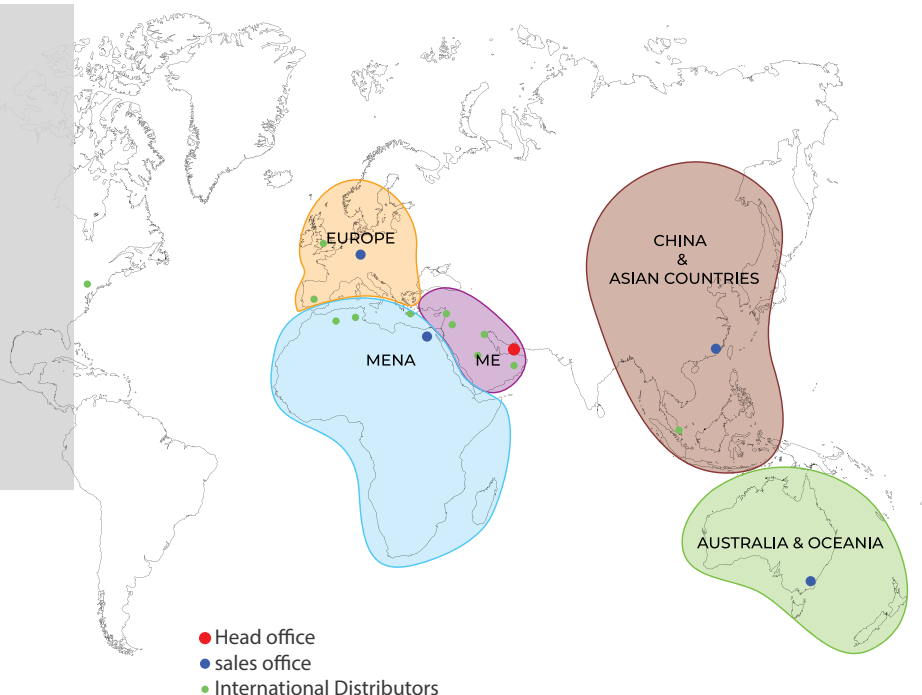 EUROPE
CHINA
&
ASIAN COUNTRIES
MENA
ME
AUSTRALIA & OCEANIA
Head office
sales office
International Distributors